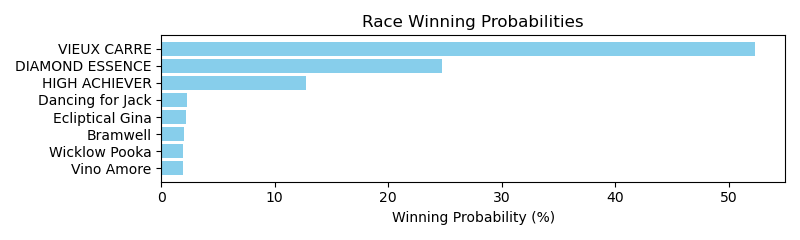 Race Winning Probabilities
VIEUX CARRE
DIAMOND ESSENCE
HIGH ACHIEVER
Dancing for Jack
Ecliptical Gina
Bramwell
Wicklow Pooka
Vino Amore
0 10 20 30 40 50
Winning Probability (%)